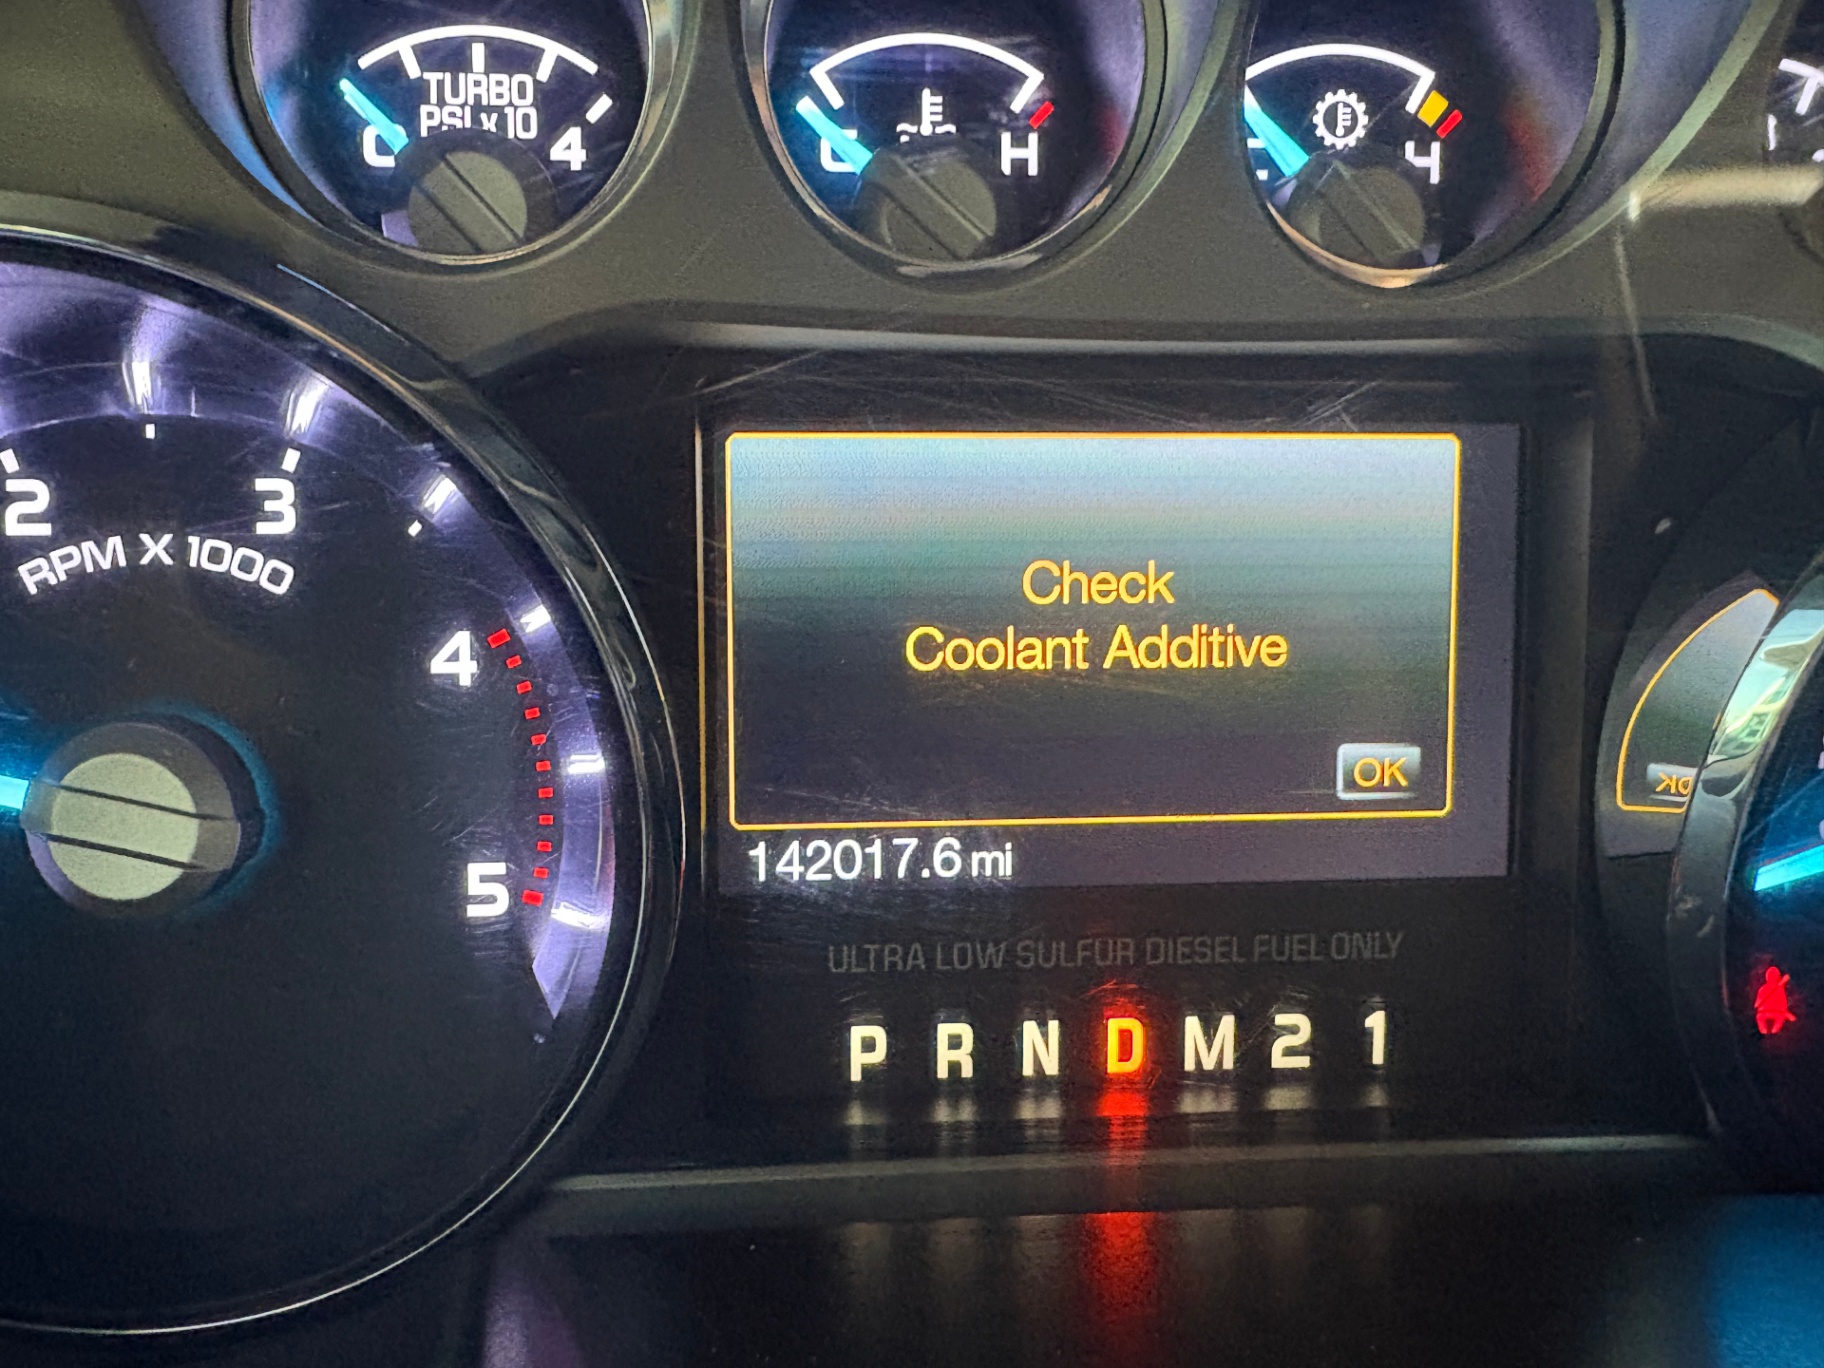 TURBO
PSI x 10
0 4
C H
2 3
RPM X 1000
4
5
Check
Coolant Additive
OK
142017.6 mi
ULTRA LOW SULFUR DIESEL FUEL ONLY
P R N D M 2 1